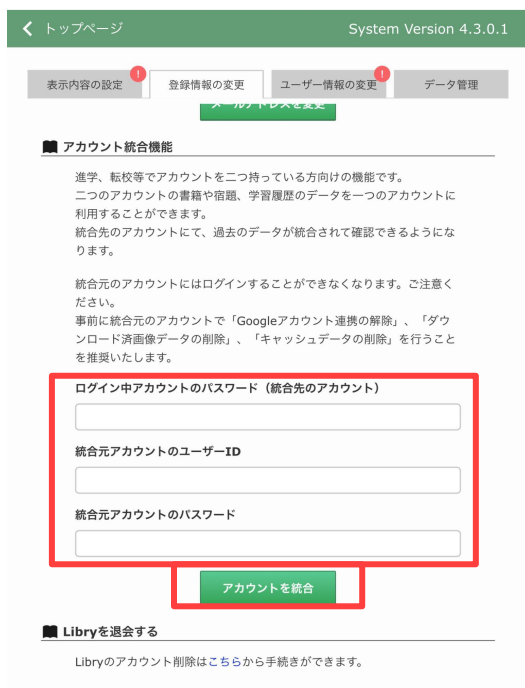 トップページ
System Version 4.3.0.1
表示内容の設定
!
登録情報の変更
ユーザー情報の変更
!
データ管理
メールアドレスを変更
アカウント統合機能
進学、転校等でアカウントを二つ持っている方向けの機能です。
二つのアカウントの書籍や宿題、学習履歴のデータを一つのアカウントに
利用することができます。
統合先のアカウントにて、過去のデータが統合されて確認できるようにな
ります。
統合元のアカウントにはログインすることができなくなります。ご注意く
ださい。
事前に統合元のアカウントで「Googleアカウント連携の解除」、「ダウ
ンロード済画像データの削除」、「キャッシュデータの削除」を行うこと
を推奨いたします。
ログイン中アカウントのパスワード（統合先のアカウント）
統合元アカウントのユーザーID
統合元アカウントのパスワード
アカウントを統合
Libryを退会する
Libryのアカウント削除はこちらから手続きができます。